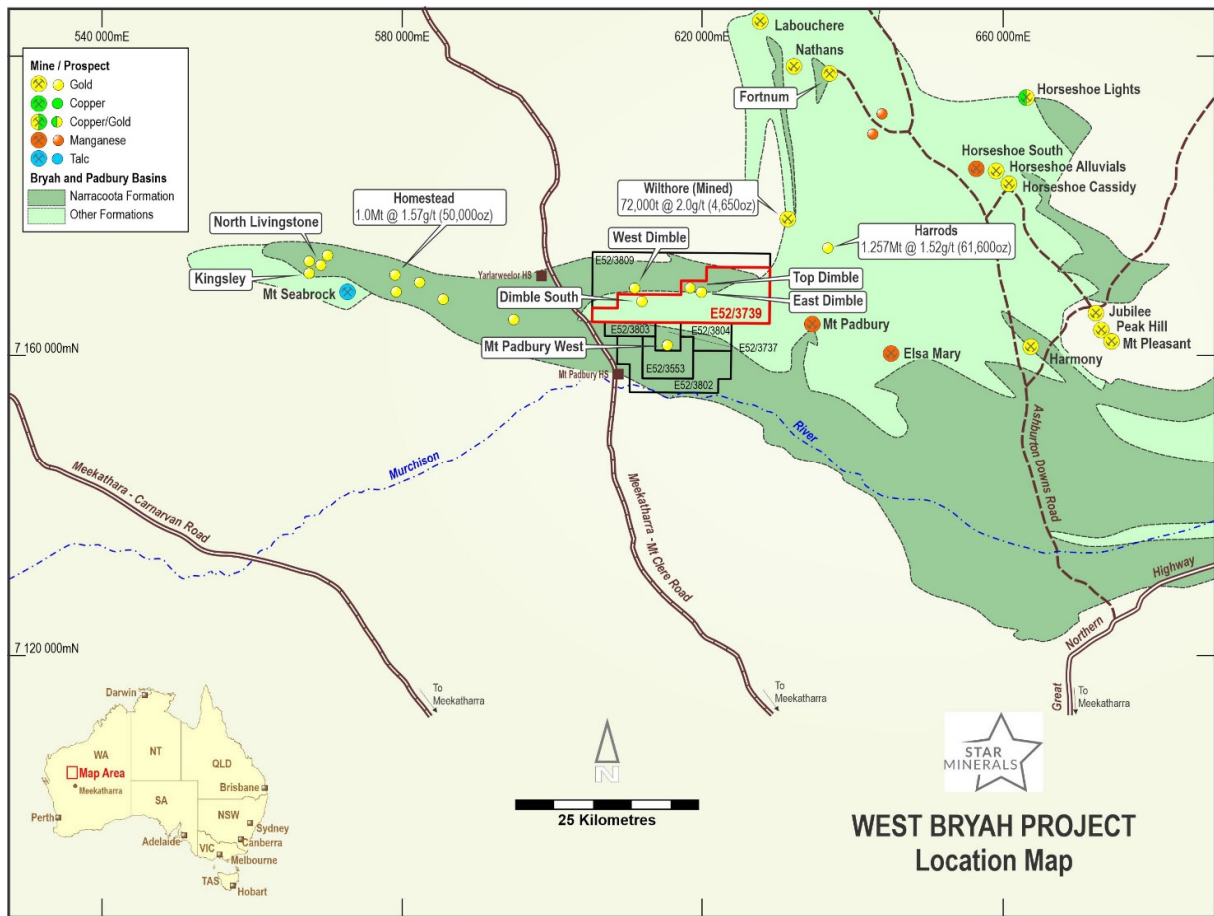 540 000mE
580 000mE
620 000mE
660 000mE
Mine / Prospect
Gold
Copper
Copper/Gold
Manganese
Talc
Bryah and Padbury Basins
Narracoota Formation
Other Formations
Labouchere
Nathans
Fortnum
Horseshoe Lights
Horseshoe South
Horseshoe Alluvials
Horseshoe Cassidy
Wilthore (Mined)
72,000t @ 2.0g/t (4,650oz)
Homestead
1.0Mt @ 1.57g/t (50,000oz)
North Livingstone
Kingsley
Mt Seabrock
Yarlarweelor HS
West Dimble
Harrods
1.257Mt @ 1.52g/t (61,600oz)
E52/3809
Top Dimble
Dimble South
East Dimble
E52/3739
E52/3803
E52/3804
E52/3737
Mt Padbury West
Mt Padbury
Elsa Mary
Jubilee
Peak Hill
Mt Pleasant
Harmony
7 160 000mN
Mt Padbury HS
E52/3553
E52/3802
Murchison
River
Ashburton Downs Road
Meekathara - Carnarvan Road
Meekatharra - Mt Clere Road
Great
Northern
Highway
7 120 000mN
To
Meekatharra
To
Meekatharra
To
Meekatharra
Darwin
WA
NT
QLD
Map Area
Meekatharra
Brisbane
SA
NSW
Perth
Sydney
Adelaide
Canberra
VIC
Melbourne
TAS
Hobart
N
25 Kilometres
STAR
MINERALS
WEST BRYAH PROJECT
Location Map